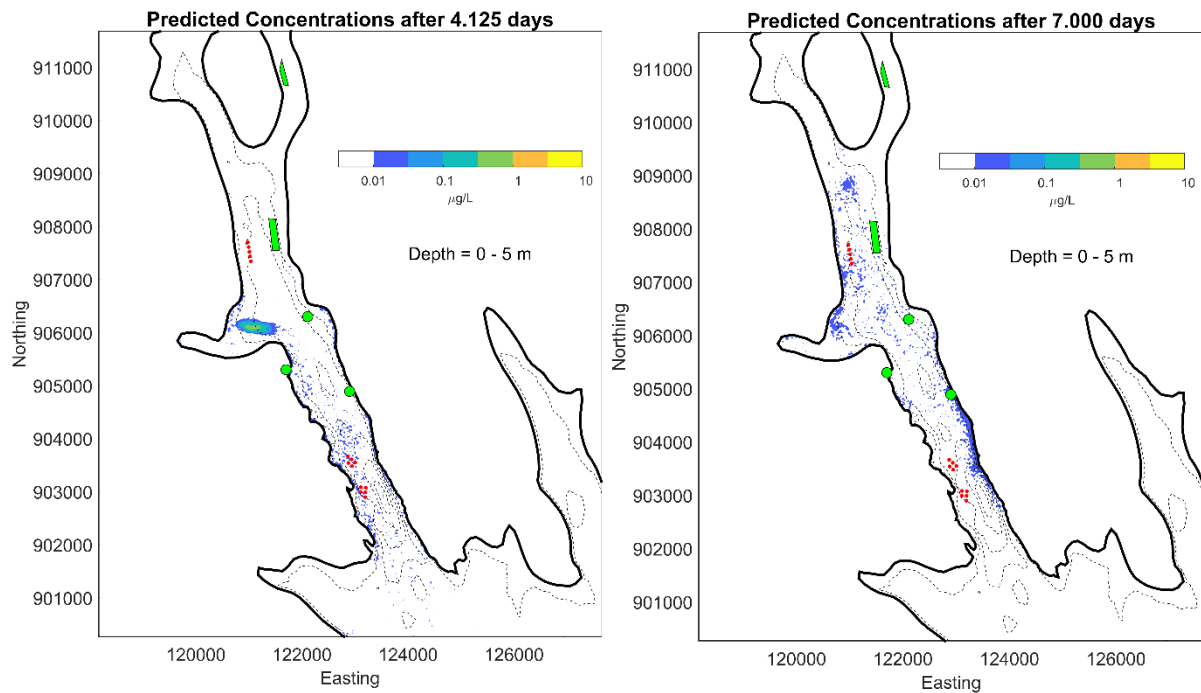 Predicted Concentrations after 4.125 days
911000
910000
909000
908000
907000
906000
905000
904000
903000
902000
901000
Northing
0.01 0.1 1 10
μg/L
Depth = 0 - 5 m
120000 122000 124000 126000
Easting
Predicted Concentrations after 7.000 days
911000
910000
909000
908000
907000
906000
905000
904000
903000
902000
901000
Northing
0.01 0.1 1 10
μg/L
Depth = 0 - 5 m
120000 122000 124000 126000
Easting